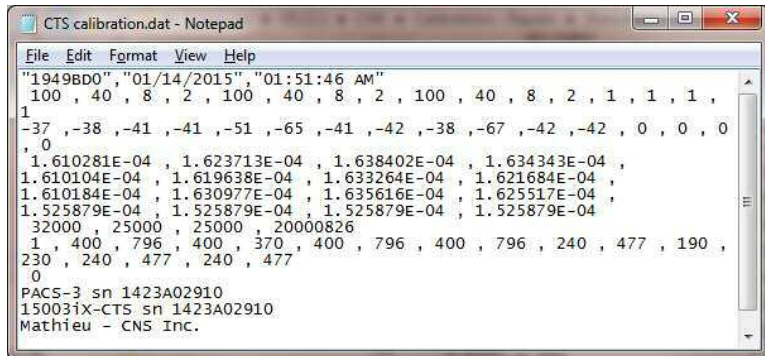 CTS calibration.dat - Notepad
File Edit Format View Help
"1949BD0","01/14/2015","01:51:46 AM"
100 , 40 , 8 , 2 , 100 , 40 , 8 , 2 , 100 , 40 , 8 , 2 , 1 , 1 , 1 ,
1
-37 ,-38 ,-41 ,-41 ,-51 ,-65 ,-41 ,-42 ,-38 ,-67 ,-42 ,-42 , 0 , 0 , 0
, 0
1.610281E-04 , 1.623713E-04 , 1.638402E-04 , 1.634343E-04 ,
1.610104E-04 , 1.619638E-04 , 1.633264E-04 , 1.621684E-04 ,
1.610184E-04 , 1.630977E-04 , 1.635616E-04 , 1.625517E-04 ,
1.525879E-04 , 1.525879E-04 , 1.525879E-04 , 1.525879E-04
32000 , 25000 , 25000 , 20000826
1 , 400 , 796 , 400 , 370 , 400 , 796 , 400 , 796 , 240 , 477 , 190 ,
230 , 240 , 477 , 240 , 477
0
PACS-3 sn 1423A02910
15003iX-CTS sn 1423A02910
Mathieu - CNS Inc.